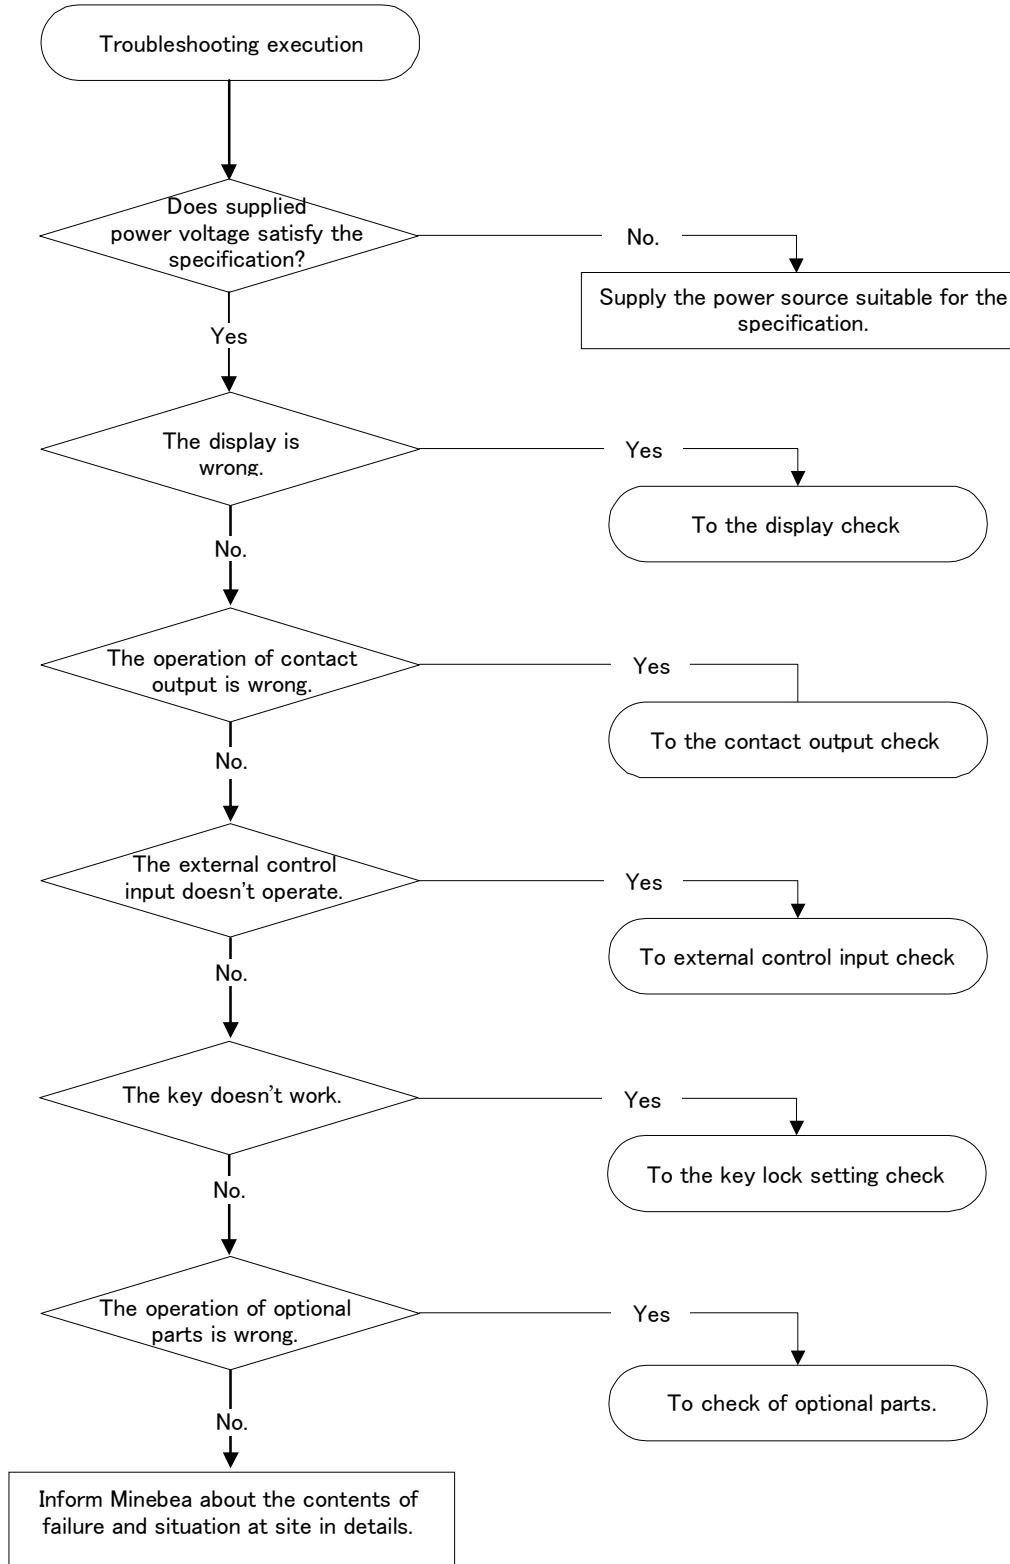 Troubleshooting execution
Does supplied
power voltage satisfy the
specification?
No.
Supply the power source suitable for the
specification.
Yes
The display is
wrong.
Yes
To the display check
No.
The operation of contact
output is wrong.
Yes
To the contact output check
No.
The external control
input doesn't operate.
Yes
To external control input check
No.
The key doesn't work.
Yes
To the key lock setting check
No.
The operation of optional
parts is wrong.
Yes
To check of optional parts.
No.
Inform Minebea about the contents of
failure and situation at site in details.